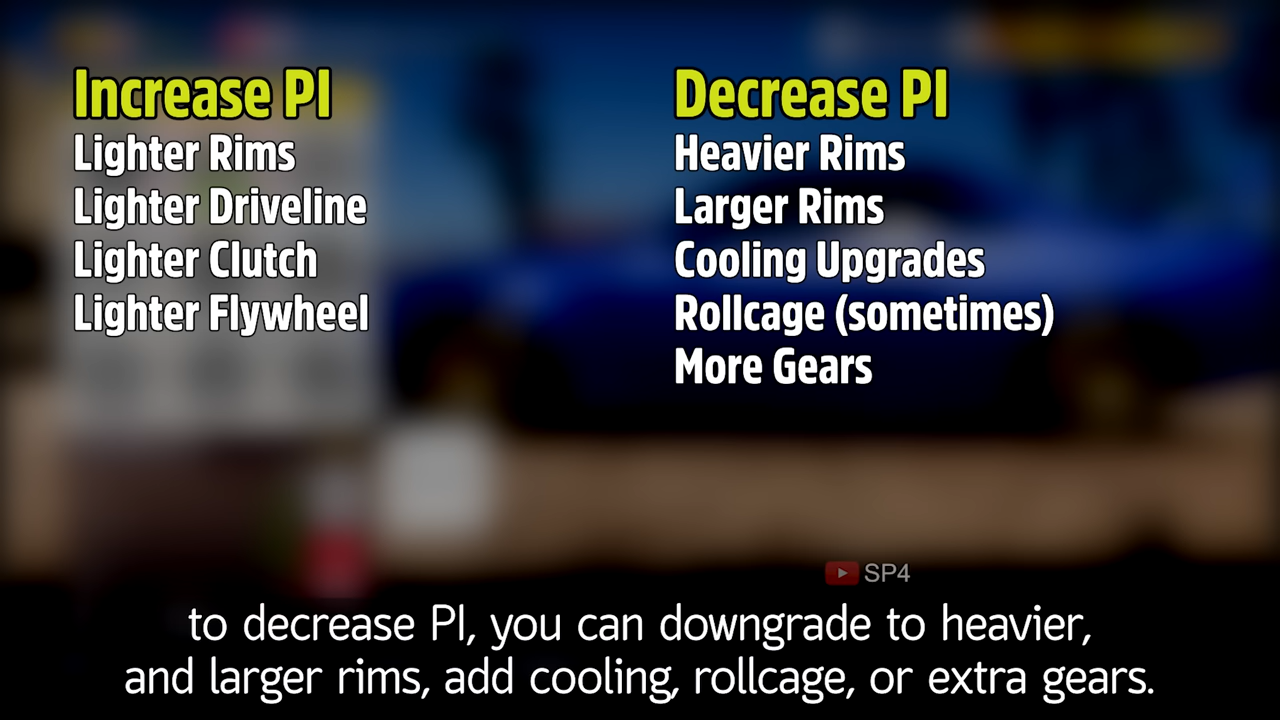 Increase PI
Lighter Rims
Lighter Driveline
Lighter Clutch
Lighter Flywheel
Decrease PI
Heavier Rims
Larger Rims
Cooling Upgrades
Rollcage (sometimes)
More Gears
SP4
to decrease PI, you can downgrade to heavier,
and larger rims, add cooling, rollcage, or extra gears.